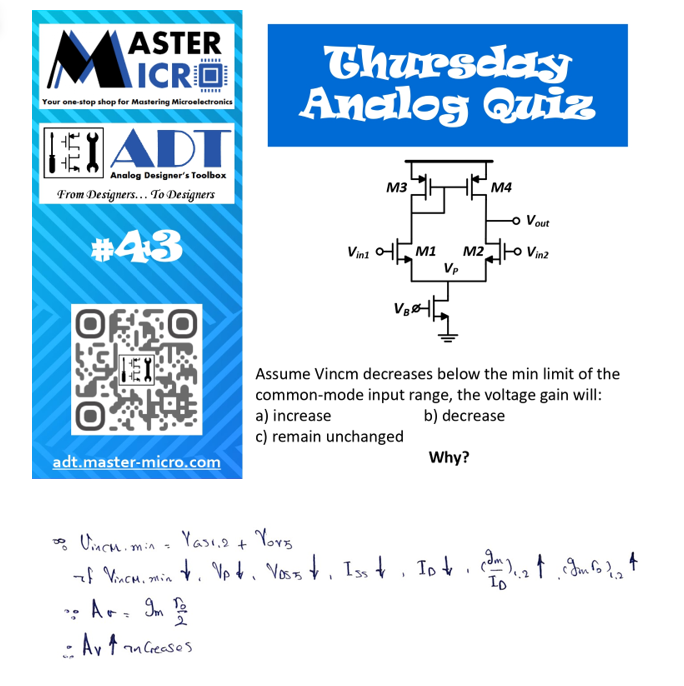 MASTER
MICRO
Your one-stop shop for Mastering Microelectronics
ADT
Analog Designer's Toolbox
From Designers... To Designers
#43
adt.master-micro.com
Thursday
Analog Quiz
M3 M4
Vout
Vin1 M1 M2 Vin2
VP
VB
Assume Vincm decreases below the min limit of the
common-mode input range, the voltage gain will:
a) increase b) decrease
c) remain unchanged
Why?
∵ VincM.min = VGS1,2 + Vov5
If VincM.min ↓, VP ↓, VDS5 ↓, ISS ↓, ID ↓, (gm/ID)1,2 ↑, (gm ro)1,2 ↑
∵ Av = gm ro/2
∴ Av ↑ increases